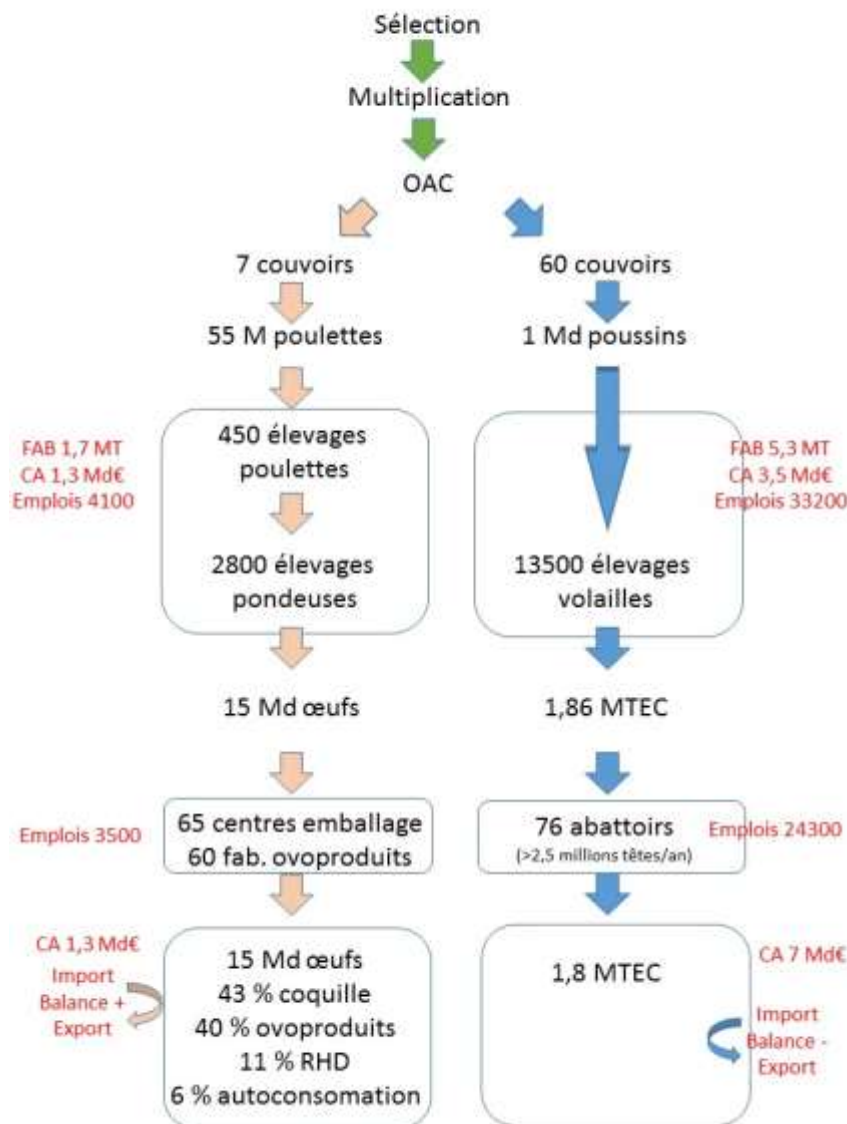 Sélection
Multiplication
OAC
7 couvoirs
60 couvoirs
55 M poulettes
1 Md poussins
FAB 1,7 MT
CA 1,3 Md€
Emplois 4100
450 élevages
poulettes
2800 élevages
pondeuses
13500 élevages
volailles
FAB 5,3 MT
CA 3,5 Md€
Emplois 33200
15 Md œufs
1,86 MTEC
Emplois 3500
65 centres emballage
60 fab. ovoproduits
76 abattoirs
(>2,5 millions têtes/an)
Emplois 24300
CA 1,3 Md€
Import
Balance +
Export
15 Md œufs
43 % coquille
40 % ovoproduits
11 % RHD
6 % autoconsomation
1,8 MTEC
CA 7 Md€
Import
Balance -
Export